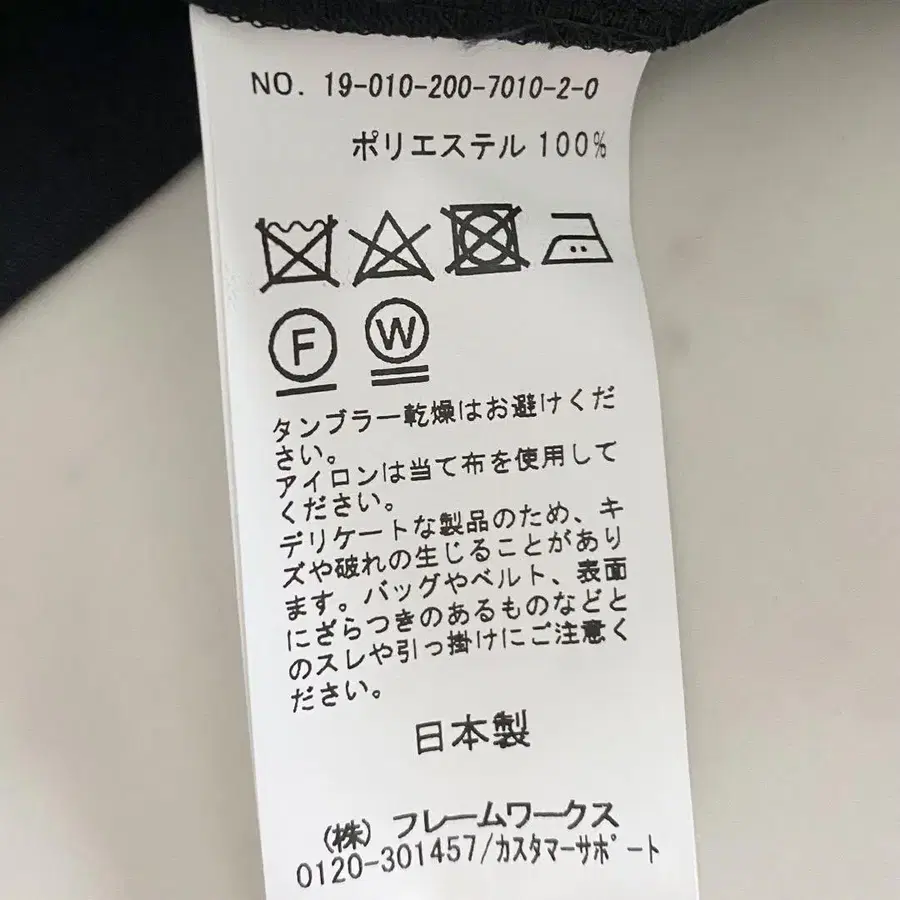 NO. 19-010-200-7010-2-0
ポリエステル 100%
F
W
タンブラー乾燥はお避けくだ
さい。
アイロンは当て布を使用して
ください。
デリケートな製品のため、キ
ズや破れの生じることがあり
ます。バッグやベルト、表面
にざらつきのあるものなどと
のスレや引っ掛けにご注意く
ださい。
日本製
(株) フレームワークス
0120-301457/カスタマーサポート